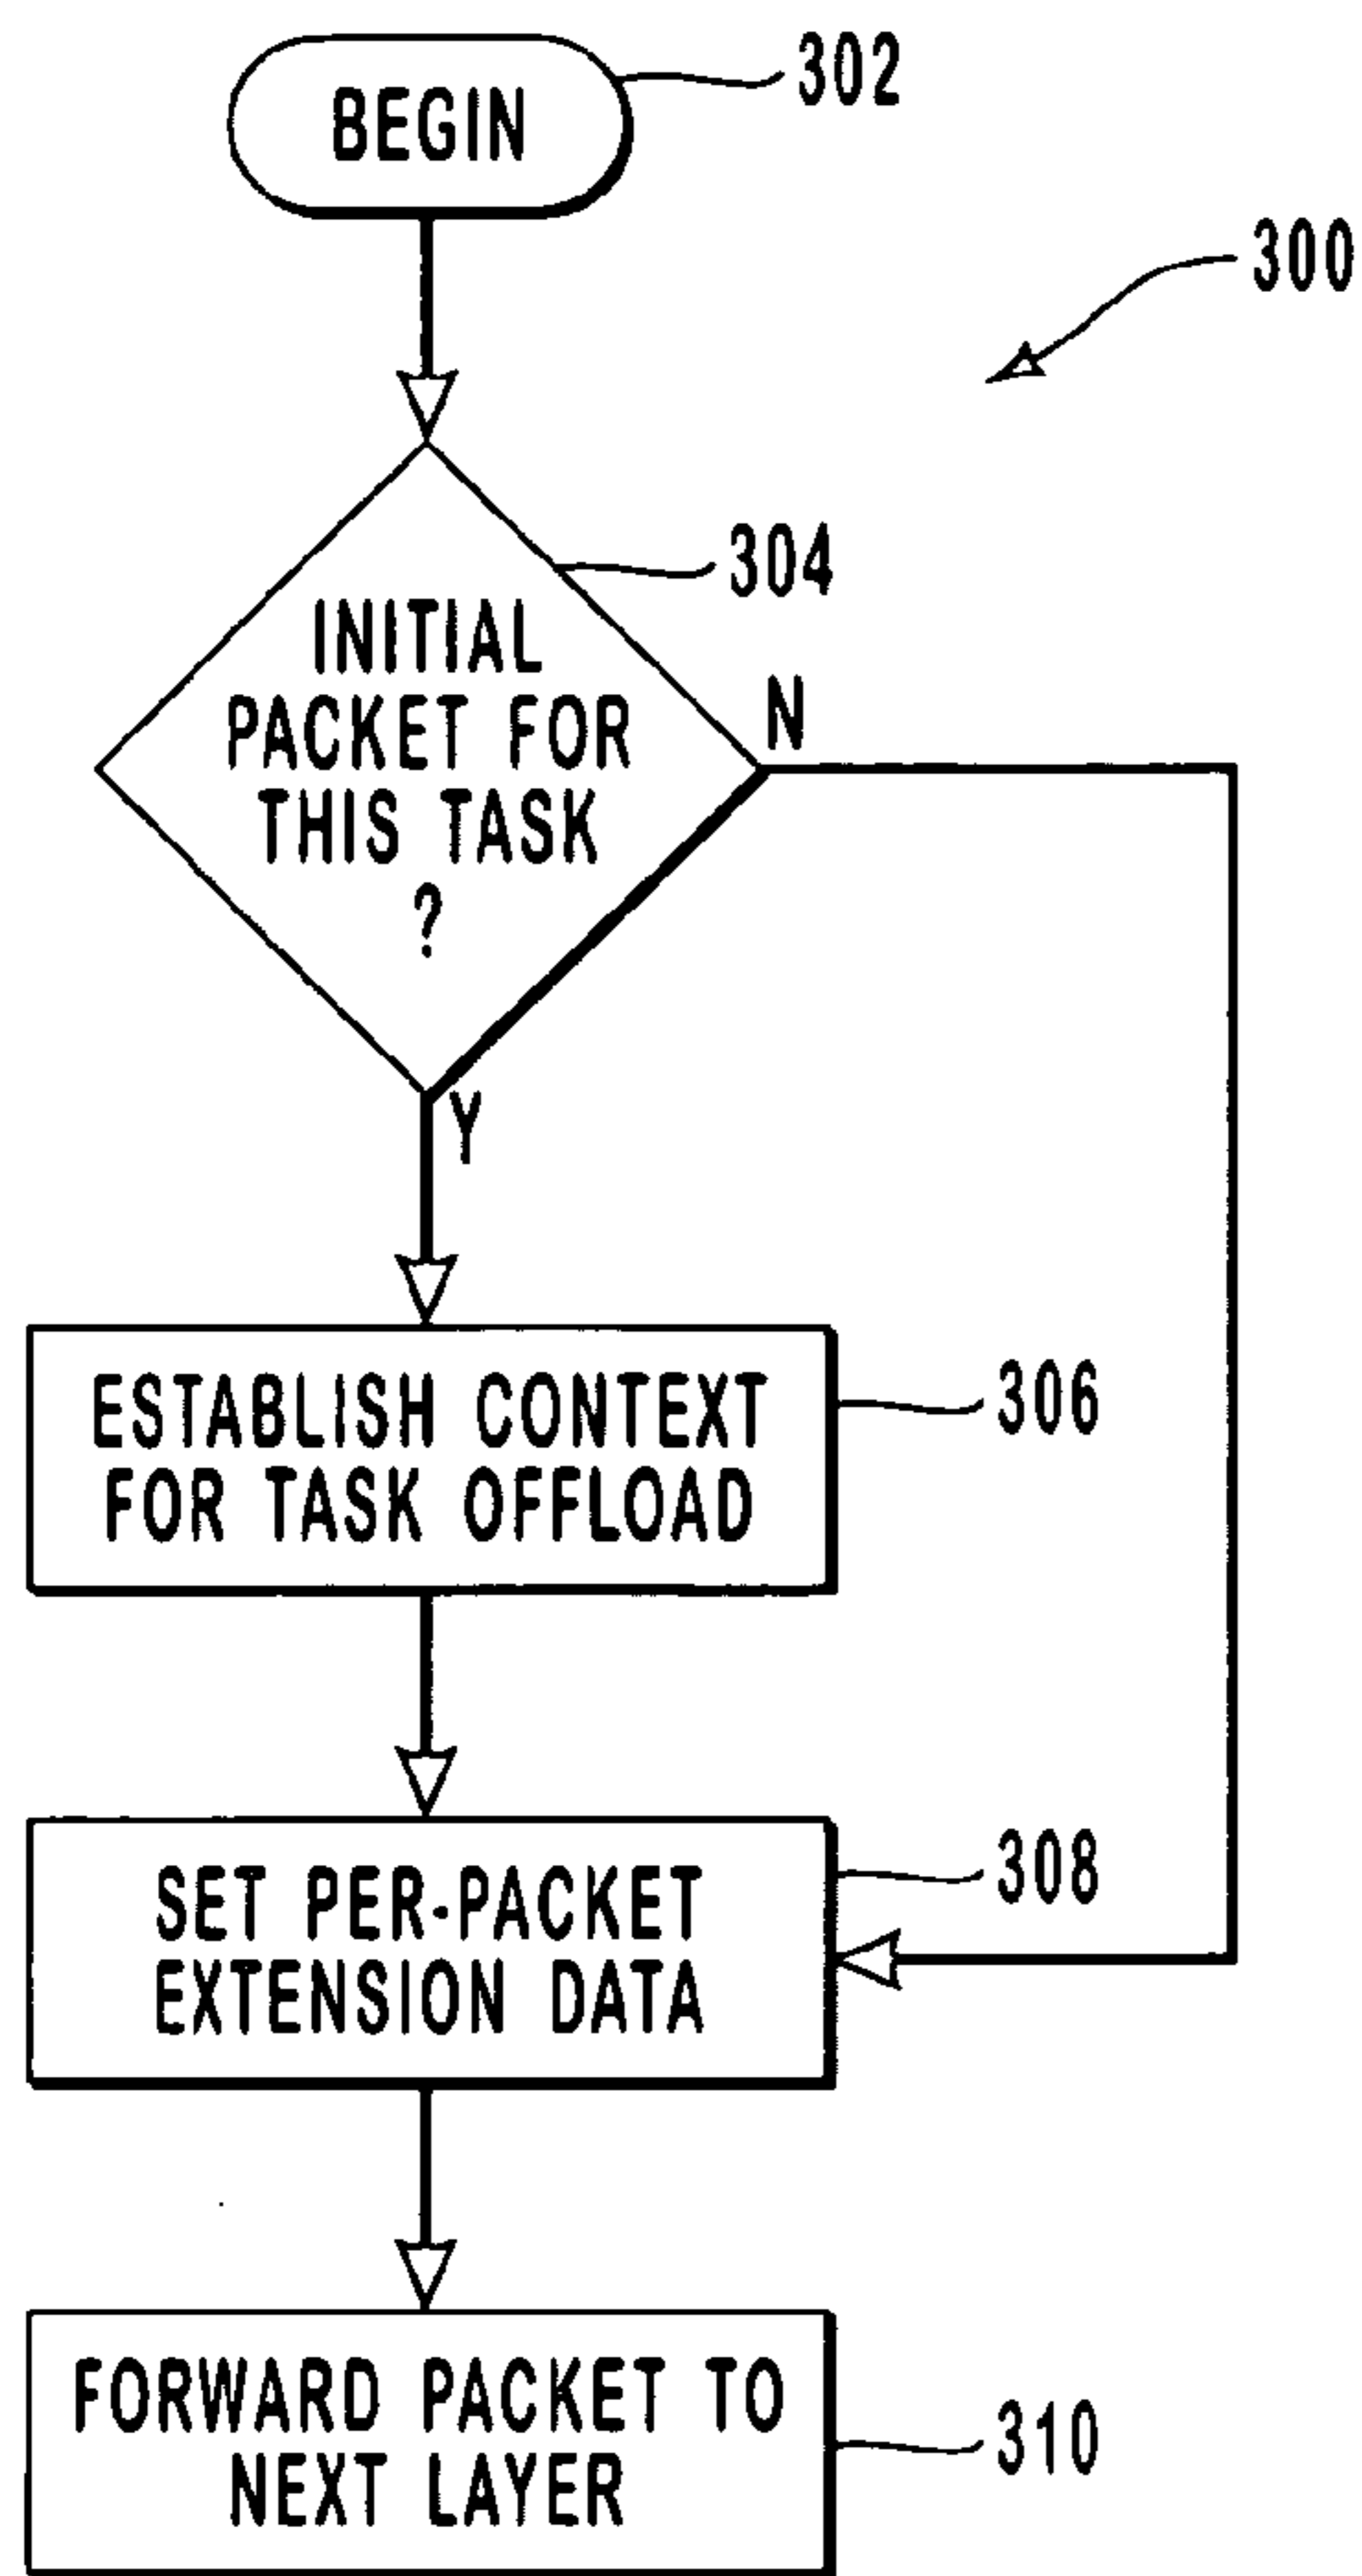 BEGIN
302
300
304
INITIAL
PACKET FOR
THIS TASK
?
N
Y
ESTABLISH CONTEXT
FOR TASK OFFLOAD
306
SET PER-PACKET
EXTENSION DATA
308
FORWARD PACKET TO
NEXT LAYER
310